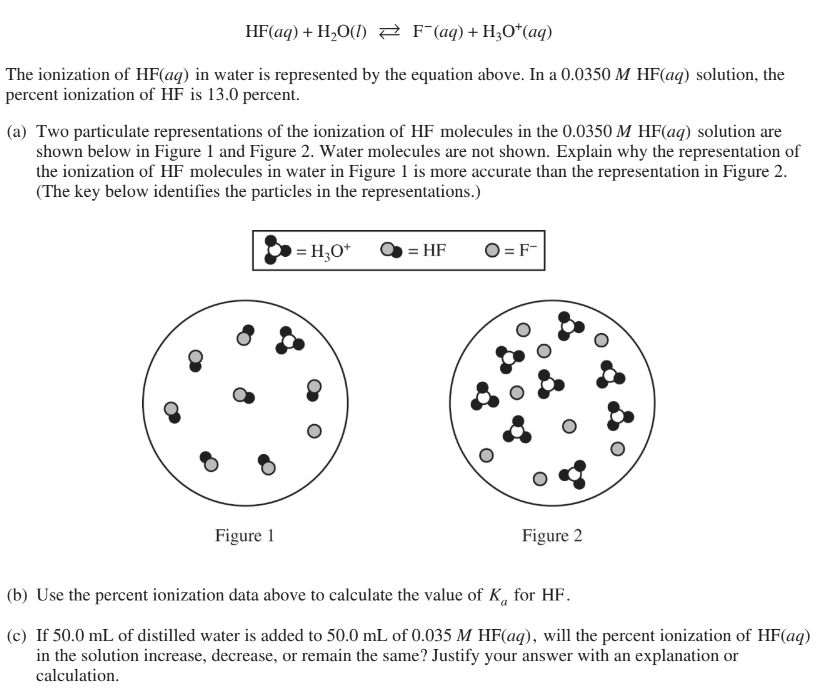 HF(aq) + H₂O(l) ⇄ F⁻(aq) + H₃O⁺(aq)
The ionization of HF(aq) in water is represented by the equation above. In a 0.0350 M HF(aq) solution, the
percent ionization of HF is 13.0 percent.
(a) Two particulate representations of the ionization of HF molecules in the 0.0350 M HF(aq) solution are
shown below in Figure 1 and Figure 2. Water molecules are not shown. Explain why the representation of
the ionization of HF molecules in water in Figure 1 is more accurate than the representation in Figure 2.
(The key below identifies the particles in the representations.)
= H₃O⁺ = HF = F⁻
Figure 1 Figure 2
(b) Use the percent ionization data above to calculate the value of Kₐ for HF.
(c) If 50.0 mL of distilled water is added to 50.0 mL of 0.035 M HF(aq), will the percent ionization of HF(aq)
in the solution increase, decrease, or remain the same? Justify your answer with an explanation or
calculation.